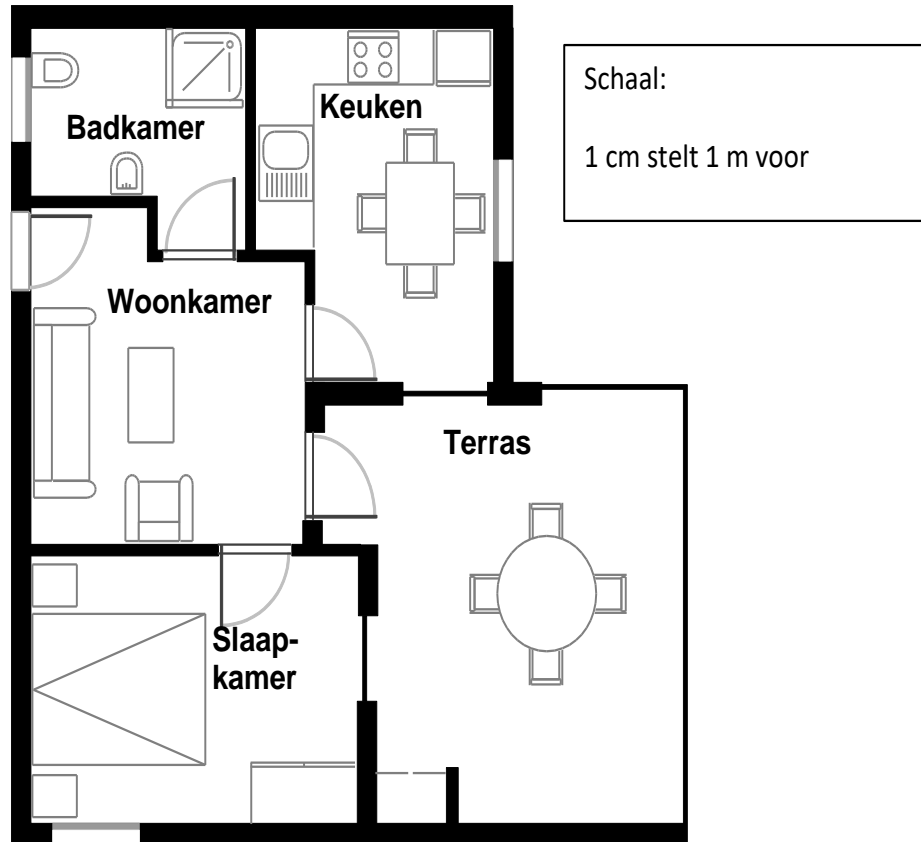 Schaal:
1 cm stelt 1 m voor
Keuken
Badkamer
Woonkamer
Terras
Slaap-
kamer